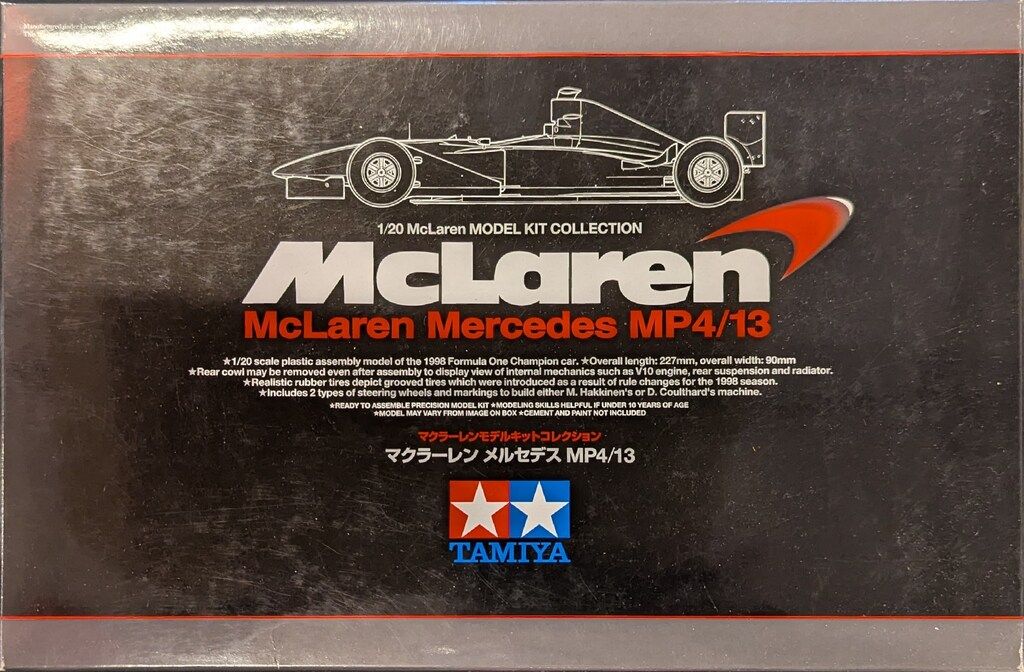 Manufactured under License
1/20 McLaren MODEL KIT COLLECTION
McLaren
McLaren Mercedes MP4/13
★1/20 scale plastic assembly model of the 1998 Formula One Champion car. ★Overall length: 227mm, overall width: 90mm
★Rear cowl may be removed even after assembly to display view of internal mechanics such as V10 engine, rear suspension and radiator.
★Realistic rubber tires depict grooved tires which were introduced as a result of rule changes for the 1998 season.
★Includes 2 types of steering wheels and markings to build either M. Hakkinen's or D. Coulthard's machine.
★READY TO ASSEMBLE PRECISION MODEL KIT ★MODELING SKILLS HELPFUL IF UNDER 10 YEARS OF AGE
★MODEL MAY VARY FROM IMAGE ON BOX ★CEMENT AND PAINT NOT INCLUDED
マクラーレンモデルキットコレクション
マクラーレン メルセデス MP4/13
TAMIYA